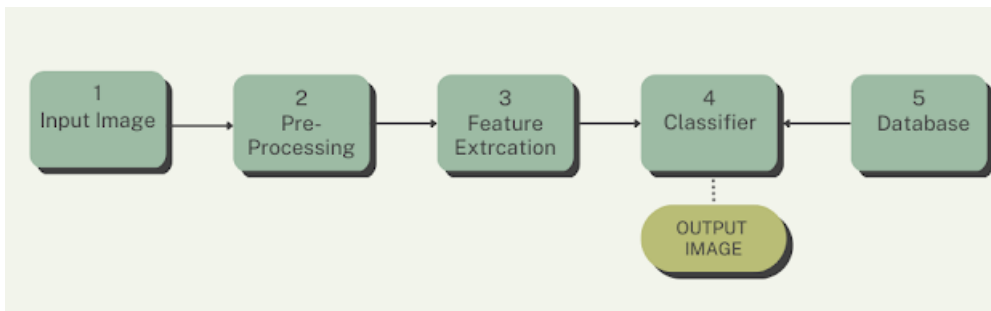 1
Input Image
2
Pre-
Processing
3
Feature
Extrcation
4
Classifier
5
Database
OUTPUT
IMAGE